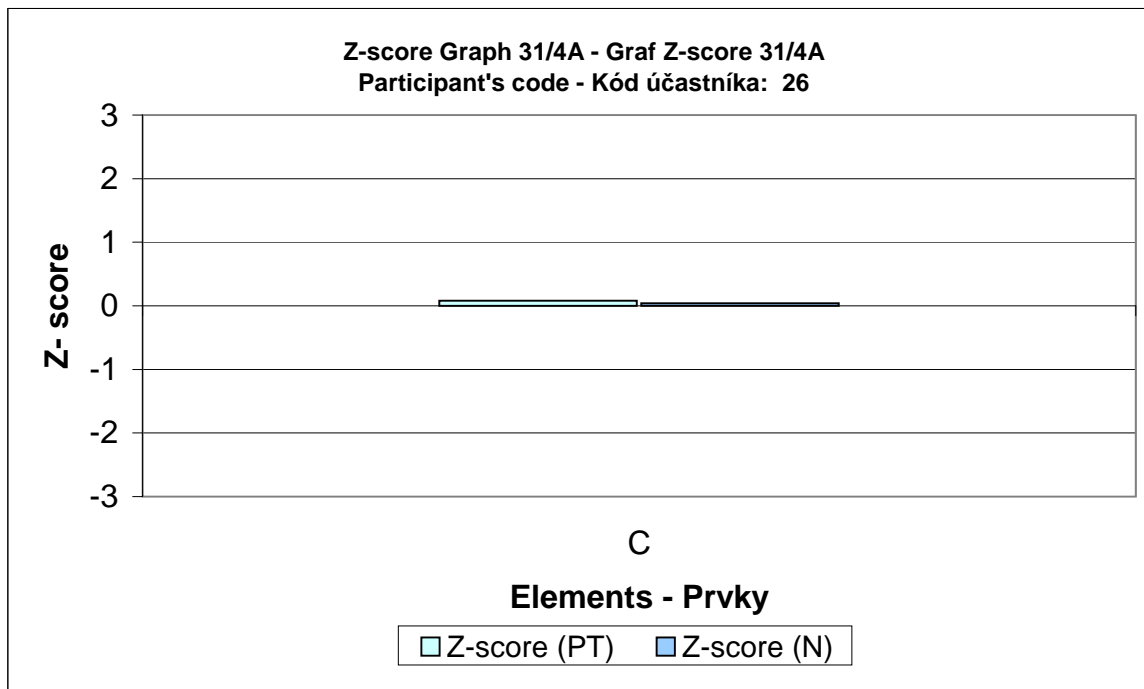 Z-score Graph 31/4A - Graf Z-score 31/4A
Participant's code - Kód účastníka: 26
3
2
1
0
-1
-2
-3
Z- score
C
Elements - Prvky
Z-score (PT) Z-score (N)